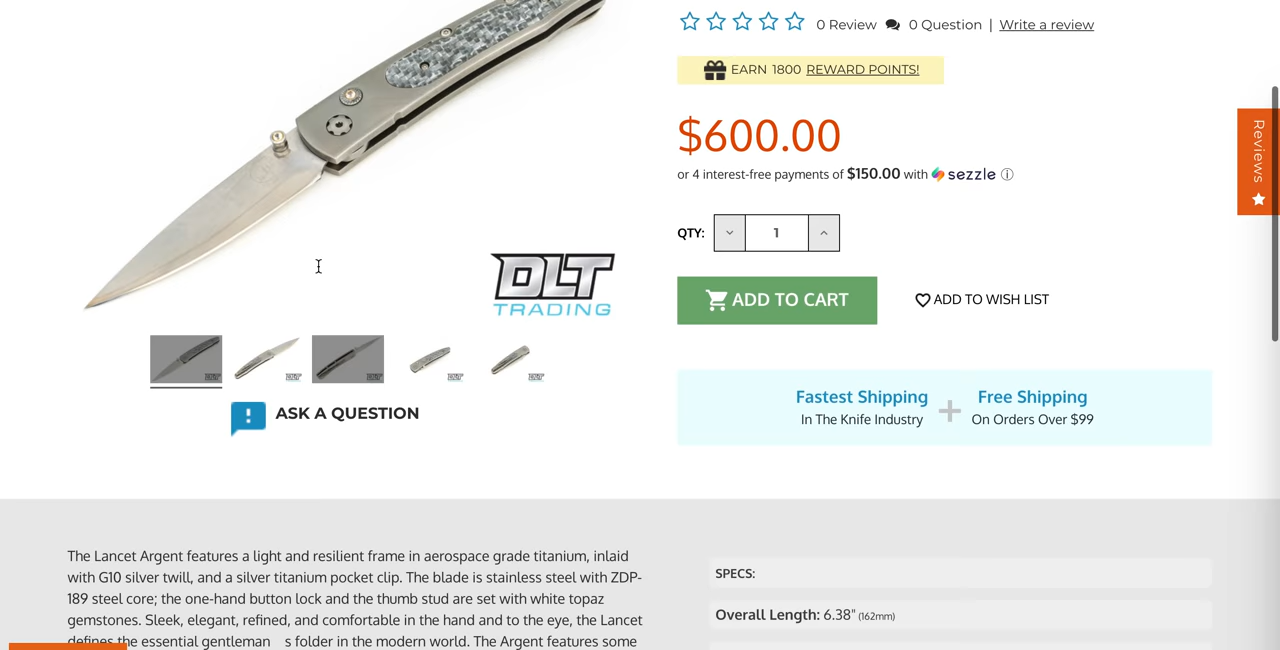 0 Review 0 Question | Write a review
EARN 1800 REWARD POINTS!
$600.00
or 4 interest-free payments of $150.00 with sezzle
QTY: 1
ADD TO CART ADD TO WISH LIST
Reviews
DLT
TRADING
ASK A QUESTION
Fastest Shipping + Free Shipping
In The Knife Industry On Orders Over $99
The Lancet Argent features a light and resilient frame in aerospace grade titanium, inlaid
with G10 silver twill, and a silver titanium pocket clip. The blade is stainless steel with ZDP-
189 steel core; the one-hand button lock and the thumb stud are set with white topaz
gemstones. Sleek, elegant, refined, and comfortable in the hand and to the eye, the Lancet
defines the essential gentleman s folder in the modern world. The Argent features some
SPECS:
Overall Length: 6.38" (162mm)